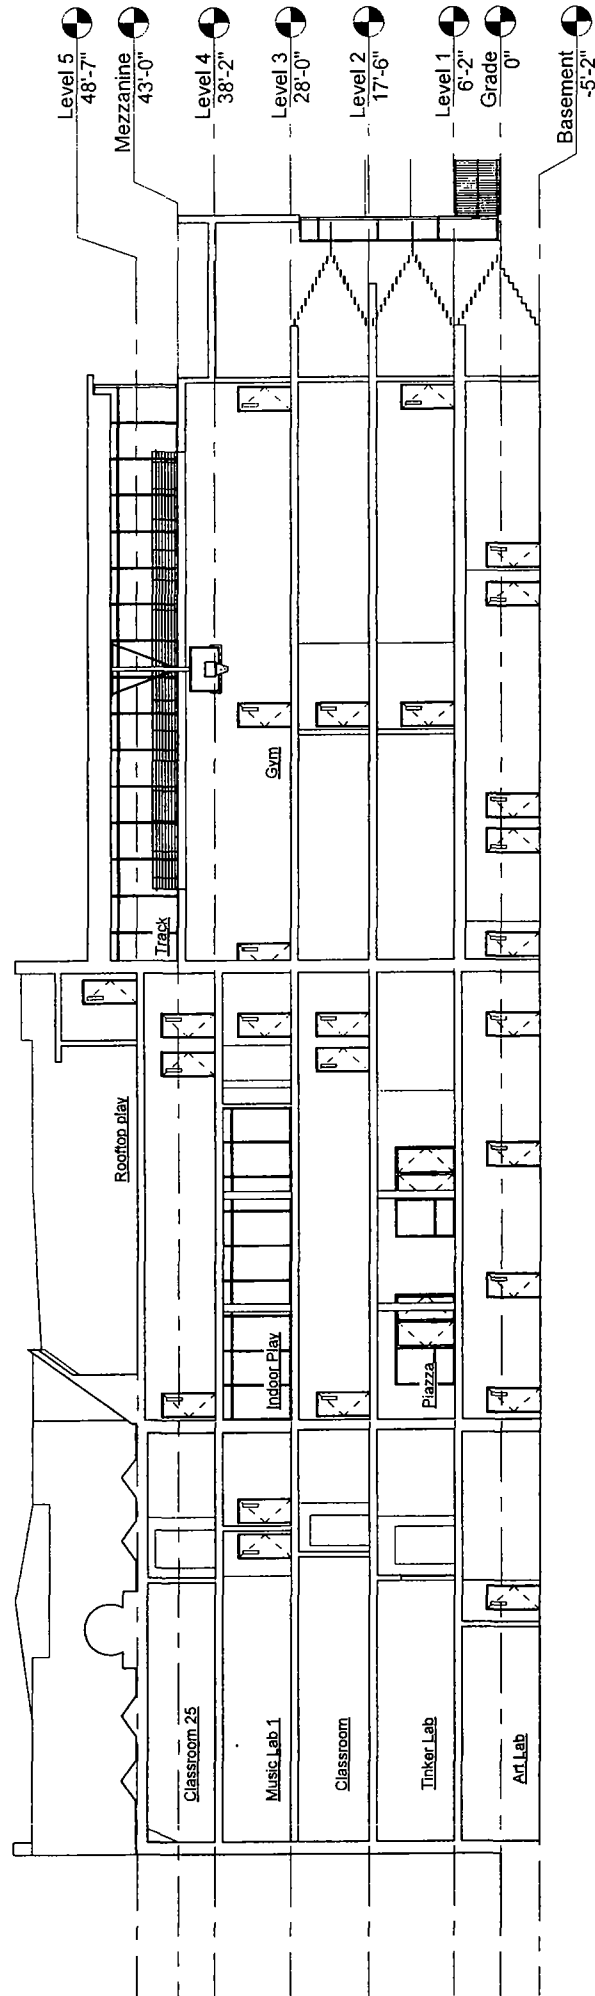 Level 5
48'-7"
Mezzanine
43'-0"
Level 4
38'-2"
Level 3
28'-0"
Level 2
17'-6"
Level 1
6'-2"
Grade
0"
Basement
-5'-2"
Track
Gym
Rooftop play
Indoor Play
Piazza
Classroom 25
Music Lab 1
Classroom
Tinker Lab
Art Lab